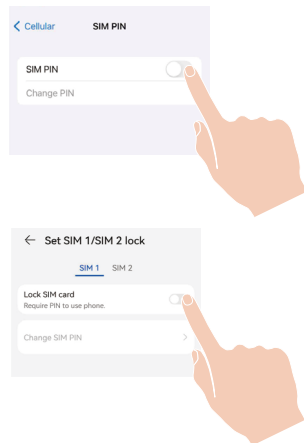 Cellular SIM PIN
SIM PIN
Change PIN
Set SIM 1/SIM 2 lock
SIM 1 SIM 2
Lock SIM card
Require PIN to use phone.
Change SIM PIN